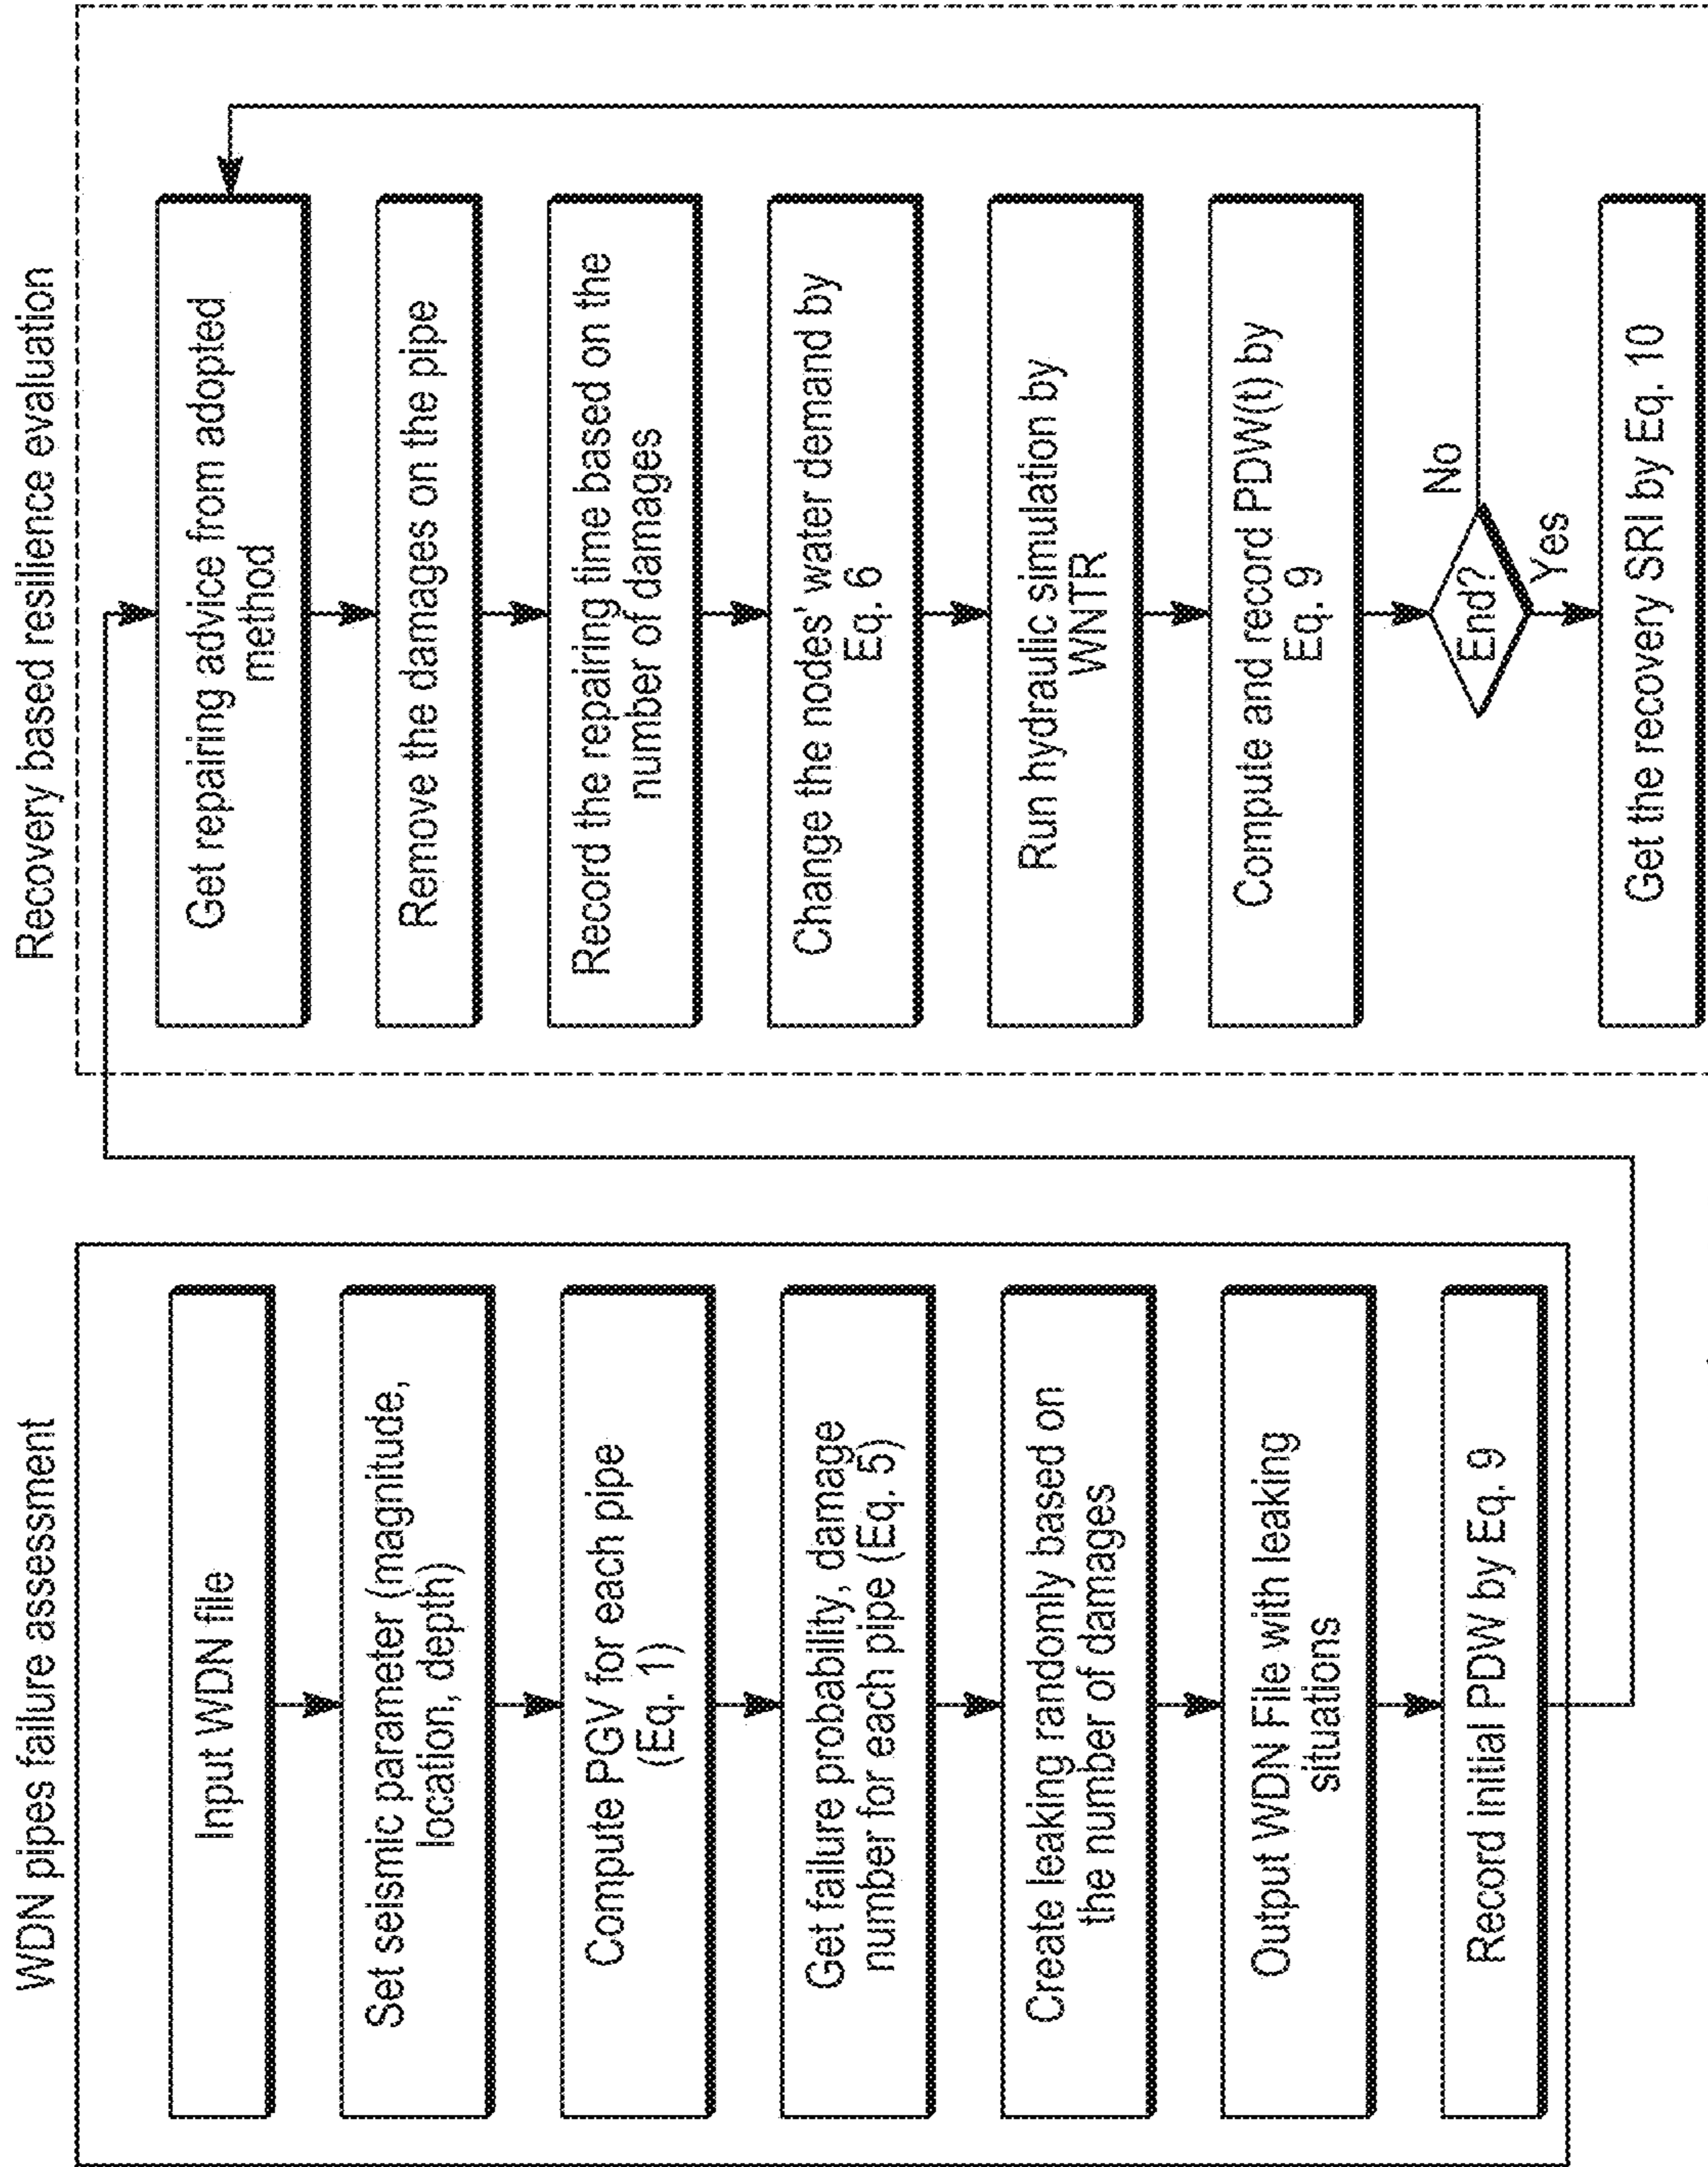 WDN pipes failure assessment
Input WDN file
Set seismic parameter (magnitude,
location, depth)
Compute PGV for each pipe
(Eq. 1)
Get failure probability, damage
number for each pipe (Eq. 5)
Create leaking randomly based on
the number of damages
Output WDN File with leaking
situations
Record initial PDW by Eq. 9
Recovery based resilience evaluation
Get repairing advice from adopted
method
Remove the damages on the pipe
Record the repairing time based on the
number of damages
Change the nodes' water demand by
Eq. 6
Run hydraulic simulation by
WNTR
Compute and record PDW(t) by
Eq. 9
End?
No
Yes
Get the recovery SRI by Eq. 10